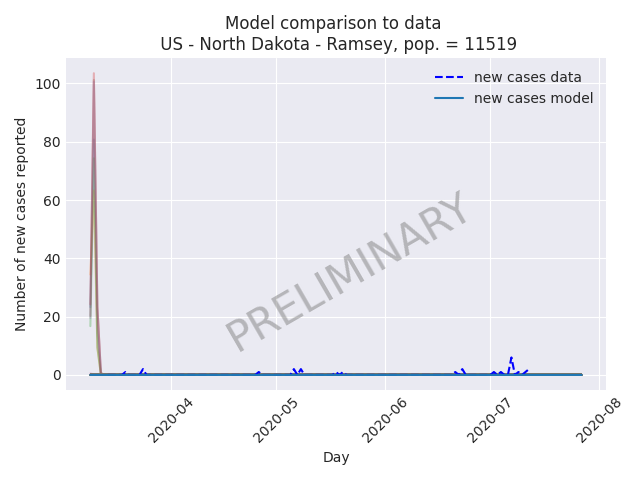 Model comparison to data
US - North Dakota - Ramsey, pop. = 11519
new cases data
new cases model
Number of new cases reported
100
80
60
40
20
0
PRELIMINARY
2020-04
2020-05
2020-06
2020-07
2020-08
Day